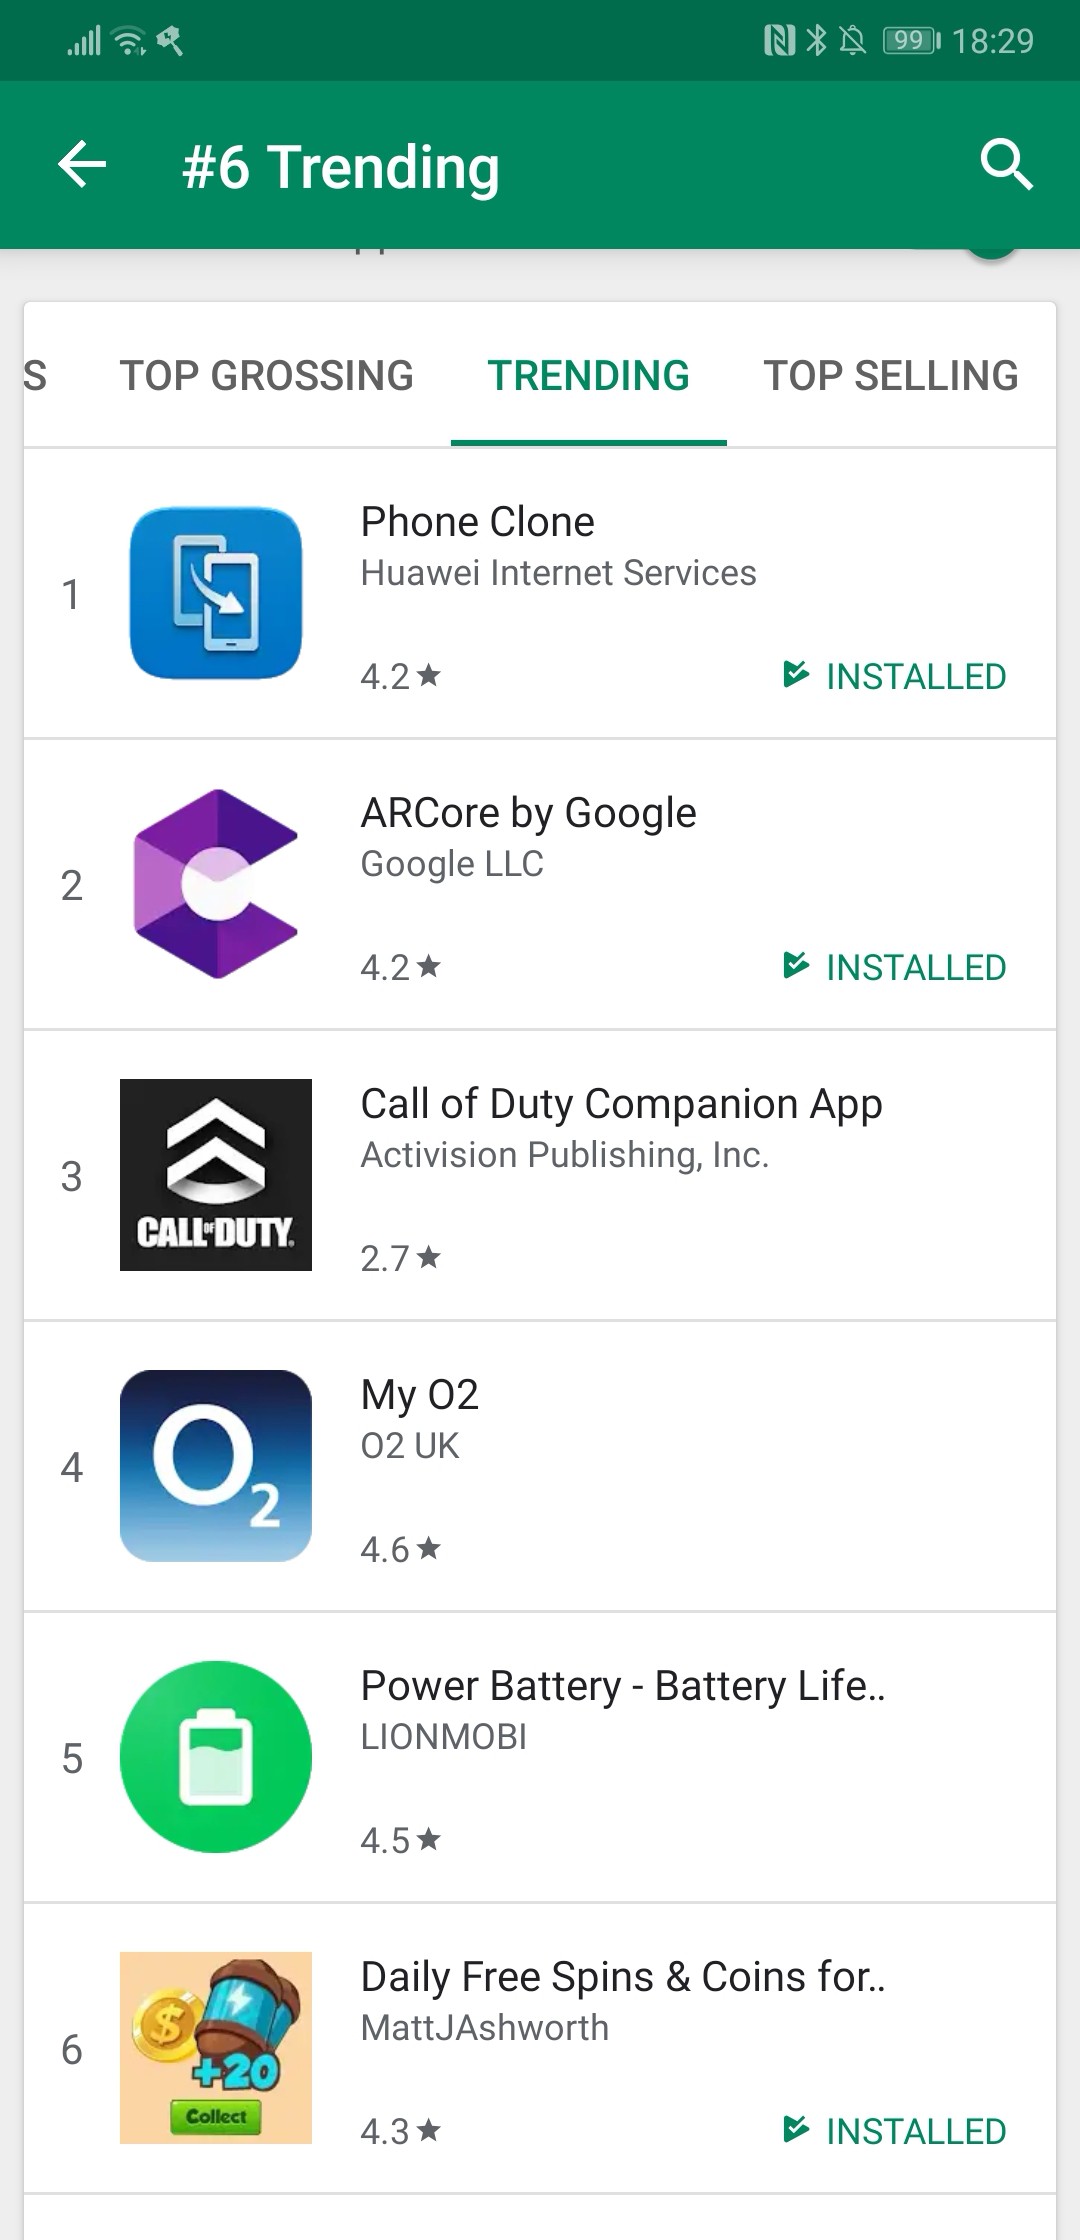 99 18:29
#6 Trending
S TOP GROSSING TRENDING TOP SELLING
Phone Clone
Huawei Internet Services
1
4.2★ INSTALLED
ARCore by Google
Google LLC
2
4.2★ INSTALLED
Call of Duty Companion App
Activision Publishing, Inc.
3
CALL OF DUTY.
2.7★
My O2
O2 UK
4
O2
4.6★
Power Battery - Battery Life..
LIONMOBI
5
4.5★
Daily Free Spins & Coins for..
MattJAshworth
6
$
+20
Collect
4.3★ INSTALLED